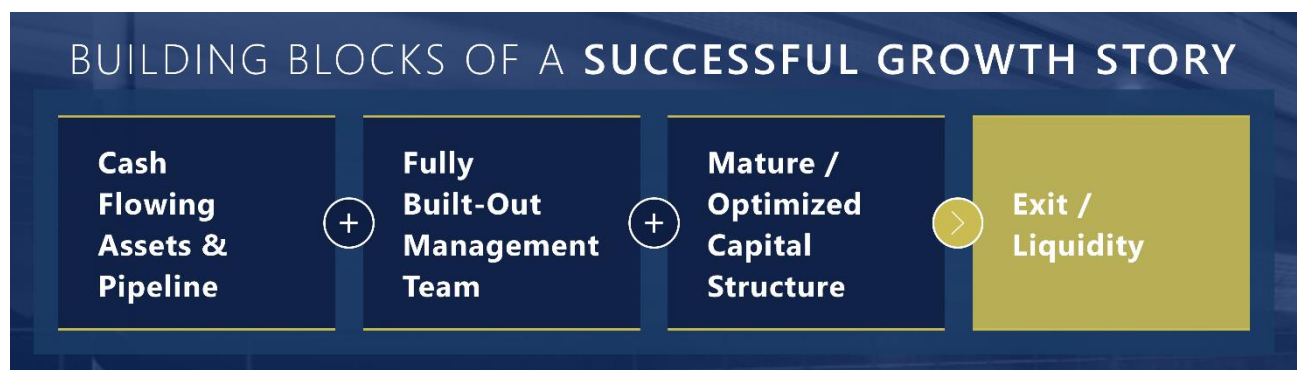 BUILDING BLOCKS OF A SUCCESSFUL GROWTH STORY
Cash
Flowing
Assets &
Pipeline
+
Fully
Built-Out
Management
Team
+
Mature /
Optimized
Capital
Structure
>
Exit /
Liquidity